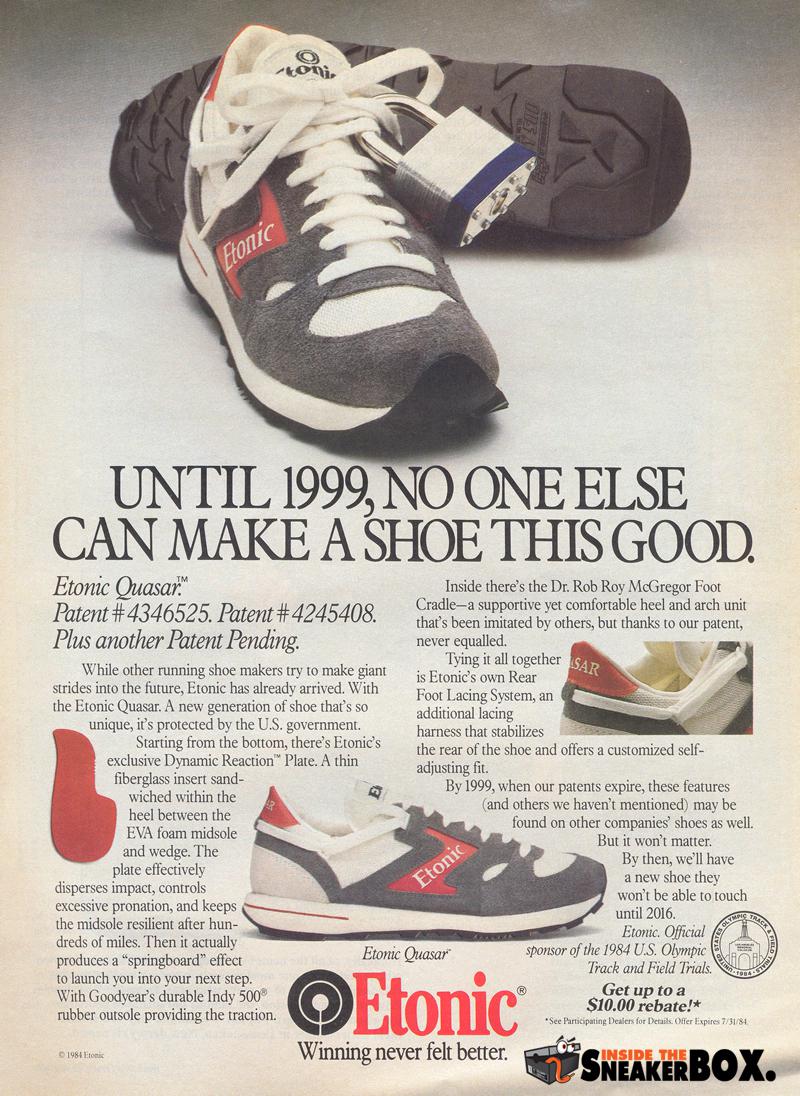 Etonic
Etonic
UNTIL 1999, NO ONE ELSE
CAN MAKE A SHOE THIS GOOD.
Etonic Quasar.™
Patent #4346525. Patent #4245408.
Plus another Patent Pending.
While other running shoe makers try to make giant
strides into the future, Etonic has already arrived. With
the Etonic Quasar. A new generation of shoe that's so
unique, it's protected by the U.S. government.
Starting from the bottom, there's Etonic's
exclusive Dynamic Reaction™ Plate. A thin
fiberglass insert sand-
wiched within the
heel between the
EVA foam midsole
and wedge. The
plate effectively
disperses impact, controls
excessive pronation, and keeps
the midsole resilient after hun-
dreds of miles. Then it actually
produces a "springboard" effect
to launch you into your next step.
With Goodyear's durable Indy 500®
rubber outsole providing the traction.
Inside there's the Dr. Rob Roy McGregor Foot
Cradle—a supportive yet comfortable heel and arch unit
that's been imitated by others, but thanks to our patent,
never equalled.
Tying it all together
is Etonic's own Rear
Foot Lacing System, an
additional lacing
harness that stabilizes
the rear of the shoe and offers a customized self-
adjusting fit.
ASAR
By 1999, when our patents expire, these features
(and others we haven't mentioned) may be
found on other companies' shoes as well.
But it won't matter.
By then, we'll have
a new shoe they
won't be able to touch
until 2016.
Etonic. Official
sponsor of the 1984 U.S. Olympic
Track and Field Trials.
UNITED STATES OLYMPIC TRACK & FIELD TRIALS
1984
Get up to a
$10.00 rebate!*
*See Participating Dealers for Details. Offer Expires 7/31/84.
AR
Etonic
Etonic Quasar™
Etonic®
Winning never felt better.
© 1984 Etonic
INSIDE THE
SNEAKERBOX.